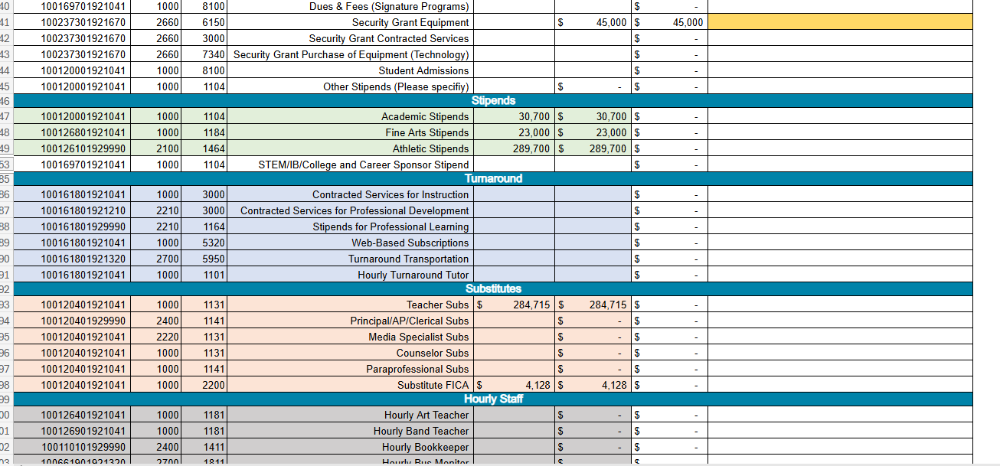 40 100169701921041 1000 8100 Dues & Fees (Signature Programs) $ -
41 100237301921670 2660 6150 Security Grant Equipment $ 45,000 $ 45,000
42 100237301921670 2660 3000 Security Grant Contracted Services $ -
43 100237301921670 2660 7340 Security Grant Purchase of Equipment (Technology) $ -
44 100120001921041 1000 8100 Student Admissions $ -
45 100120001921041 1000 1104 Other Stipends (Please specifiy) $ - $ -
46 Stipends
47 100120001921041 1000 1104 Academic Stipends 30,700 $ 30,700 $ -
48 100126801921041 1000 1184 Fine Arts Stipends 23,000 $ 23,000 $ -
49 100126101929990 2100 1464 Athletic Stipends 289,700 $ 289,700 $ -
53 100169701921041 1000 1104 STEM/IB/College and Career Sponsor Stipend $ -
85 Turnaround
86 100161801921041 1000 3000 Contracted Services for Instruction $ -
87 100161801921210 2210 3000 Contracted Services for Professional Development $ -
88 100161801929990 2210 1164 Stipends for Professional Learning $ -
89 100161801921041 1000 5320 Web-Based Subscriptions $ -
90 100161801921320 2700 5950 Turnaround Transportation $ -
91 100161801921041 1000 1101 Hourly Turnaround Tutor $ -
92 Substitutes
93 100120401921041 1000 1131 Teacher Subs $ 284,715 $ 284,715 $ -
94 100120401929990 2400 1141 Principal/AP/Clerical Subs $ - $ -
95 100120401921041 2220 1131 Media Specialist Subs $ - $ -
96 100120401921041 1000 1131 Counselor Subs $ - $ -
97 100120401921041 1000 1141 Paraprofessional Subs $ - $ -
98 100120401921041 1000 2200 Substitute FICA $ 4,128 $ 4,128 $ -
99 Hourly Staff
00 100126401921041 1000 1181 Hourly Art Teacher $ - $ -
01 100126901921041 1000 1181 Hourly Band Teacher $ - $ -
02 100110101929990 2400 1411 Hourly Bookkeeper $ - $ -
03 100661901921320 2700 1811 Hourly Bus Monitor $ $